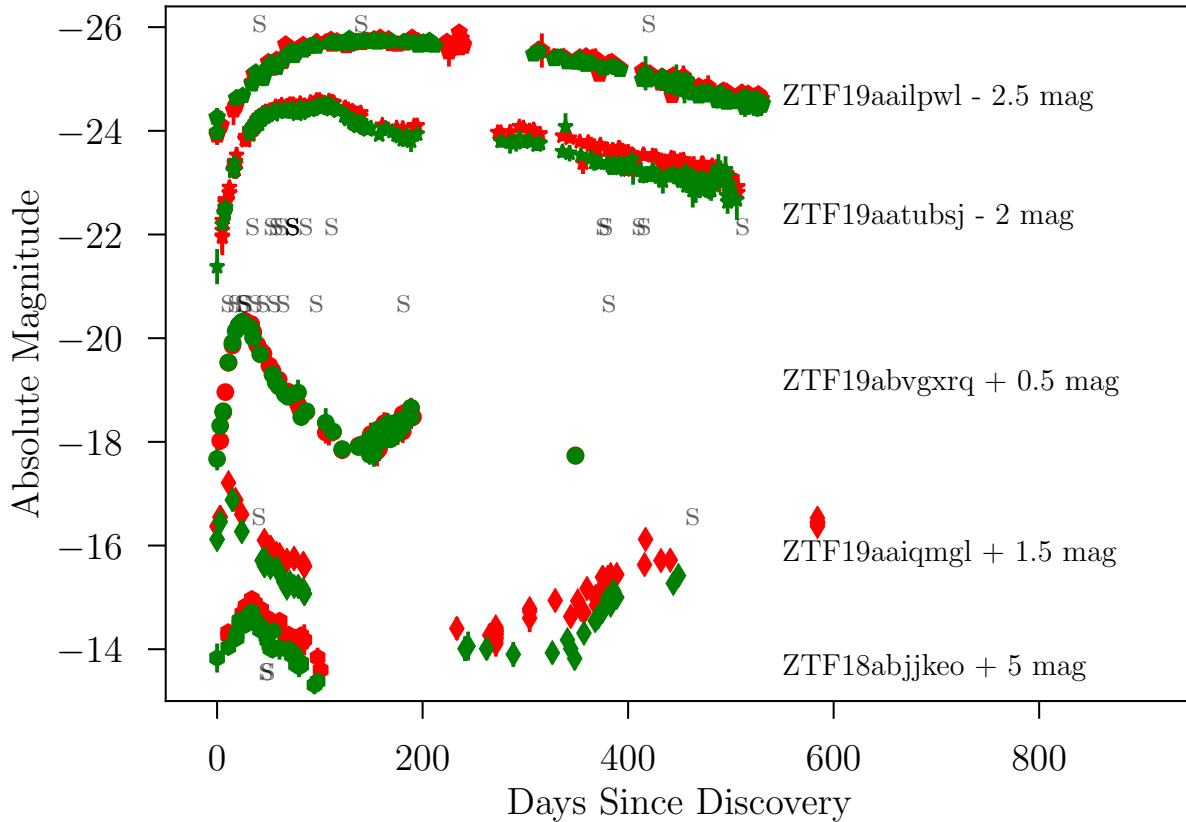 S S S
−26
ZTF19aailpwl - 2.5 mag
−24
ZTF19aatubsj - 2 mag
−22
S S S S S S S S S S S S S
S S S S S S S S S S S
−20
ZTF19abvgxrq + 0.5 mag
−18
S S
−16
ZTF19aaiqmgl + 1.5 mag
−14
S S
ZTF18abjjkeo + 5 mag
Absolute Magnitude
0 200 400 600 800
Days Since Discovery